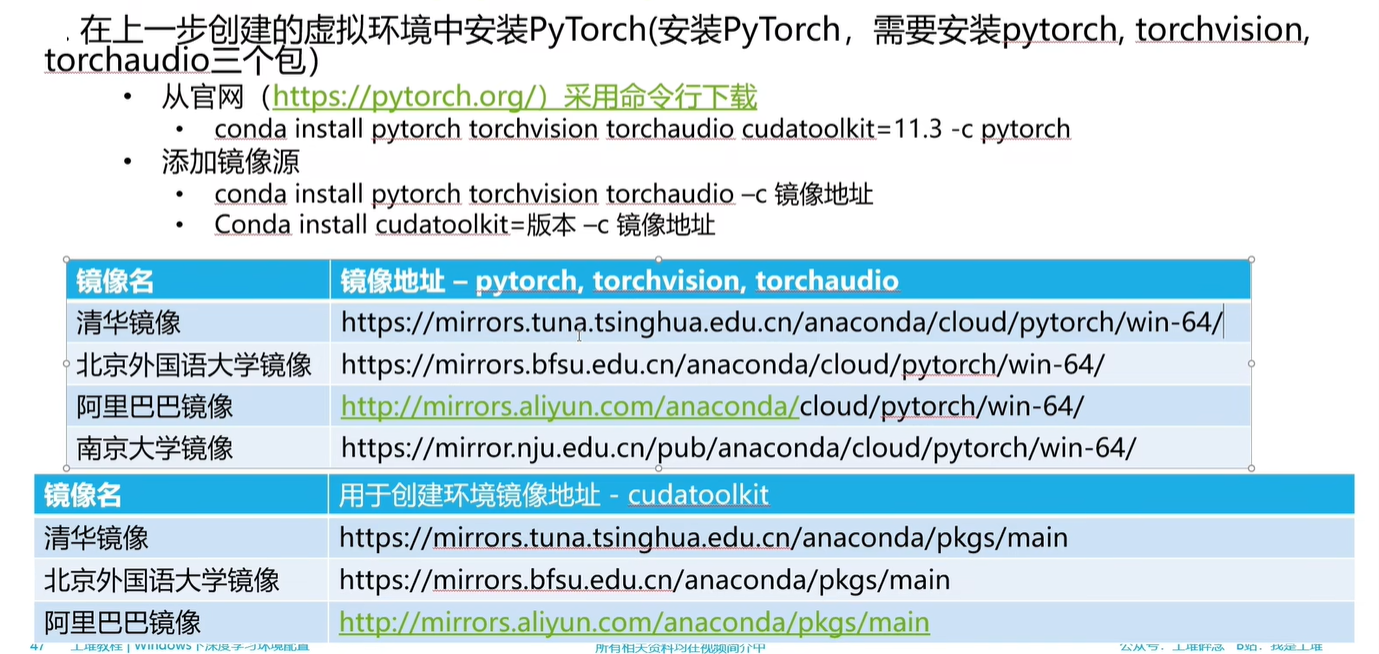 . 在上一步创建的虚拟环境中安装PyTorch(安装PyTorch，需要安装pytorch, torchvision,
torchaudio三个包）
• 从官网（https://pytorch.org/）采用命令行下载
• conda install pytorch torchvision torchaudio cudatoolkit=11.3 -c pytorch
• 添加镜像源
• conda install pytorch torchvision torchaudio –c 镜像地址
• Conda install cudatoolkit=版本 –c 镜像地址
镜像名 镜像地址 – pytorch, torchvision, torchaudio
清华镜像 https://mirrors.tuna.tsinghua.edu.cn/anaconda/cloud/pytorch/win-64/
北京外国语大学镜像 https://mirrors.bfsu.edu.cn/anaconda/cloud/pytorch/win-64/
阿里巴巴镜像 http://mirrors.aliyun.com/anaconda/cloud/pytorch/win-64/
南京大学镜像 https://mirror.nju.edu.cn/pub/anaconda/cloud/pytorch/win-64/
镜像名 用于创建环境镜像地址 - cudatoolkit
清华镜像 https://mirrors.tuna.tsinghua.edu.cn/anaconda/pkgs/main
北京外国语大学镜像 https://mirrors.bfsu.edu.cn/anaconda/pkgs/main
阿里巴巴镜像 http://mirrors.aliyun.com/anaconda/pkgs/main
47 土堆教程 | Windows下深度学习环境配置 所有相关资料均在视频简介中 公众号：土堆碎念 B站：我是土堆